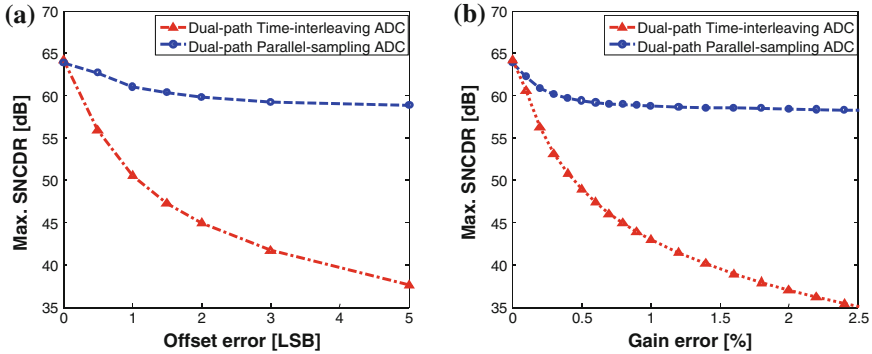 (a)
70
65
60
55
50
45
40
35
Max. SNCDR [dB]
Dual-path Time-interleaving ADC
Dual-path Parallel-sampling ADC
0 1 2 3 4 5
Offset error [LSB]
(b)
70
65
60
55
50
45
40
35
Max. SNCDR [dB]
Dual-path Time-interleaving ADC
Dual-path Parallel-sampling ADC
0 0.5 1 1.5 2 2.5
Gain error [%]